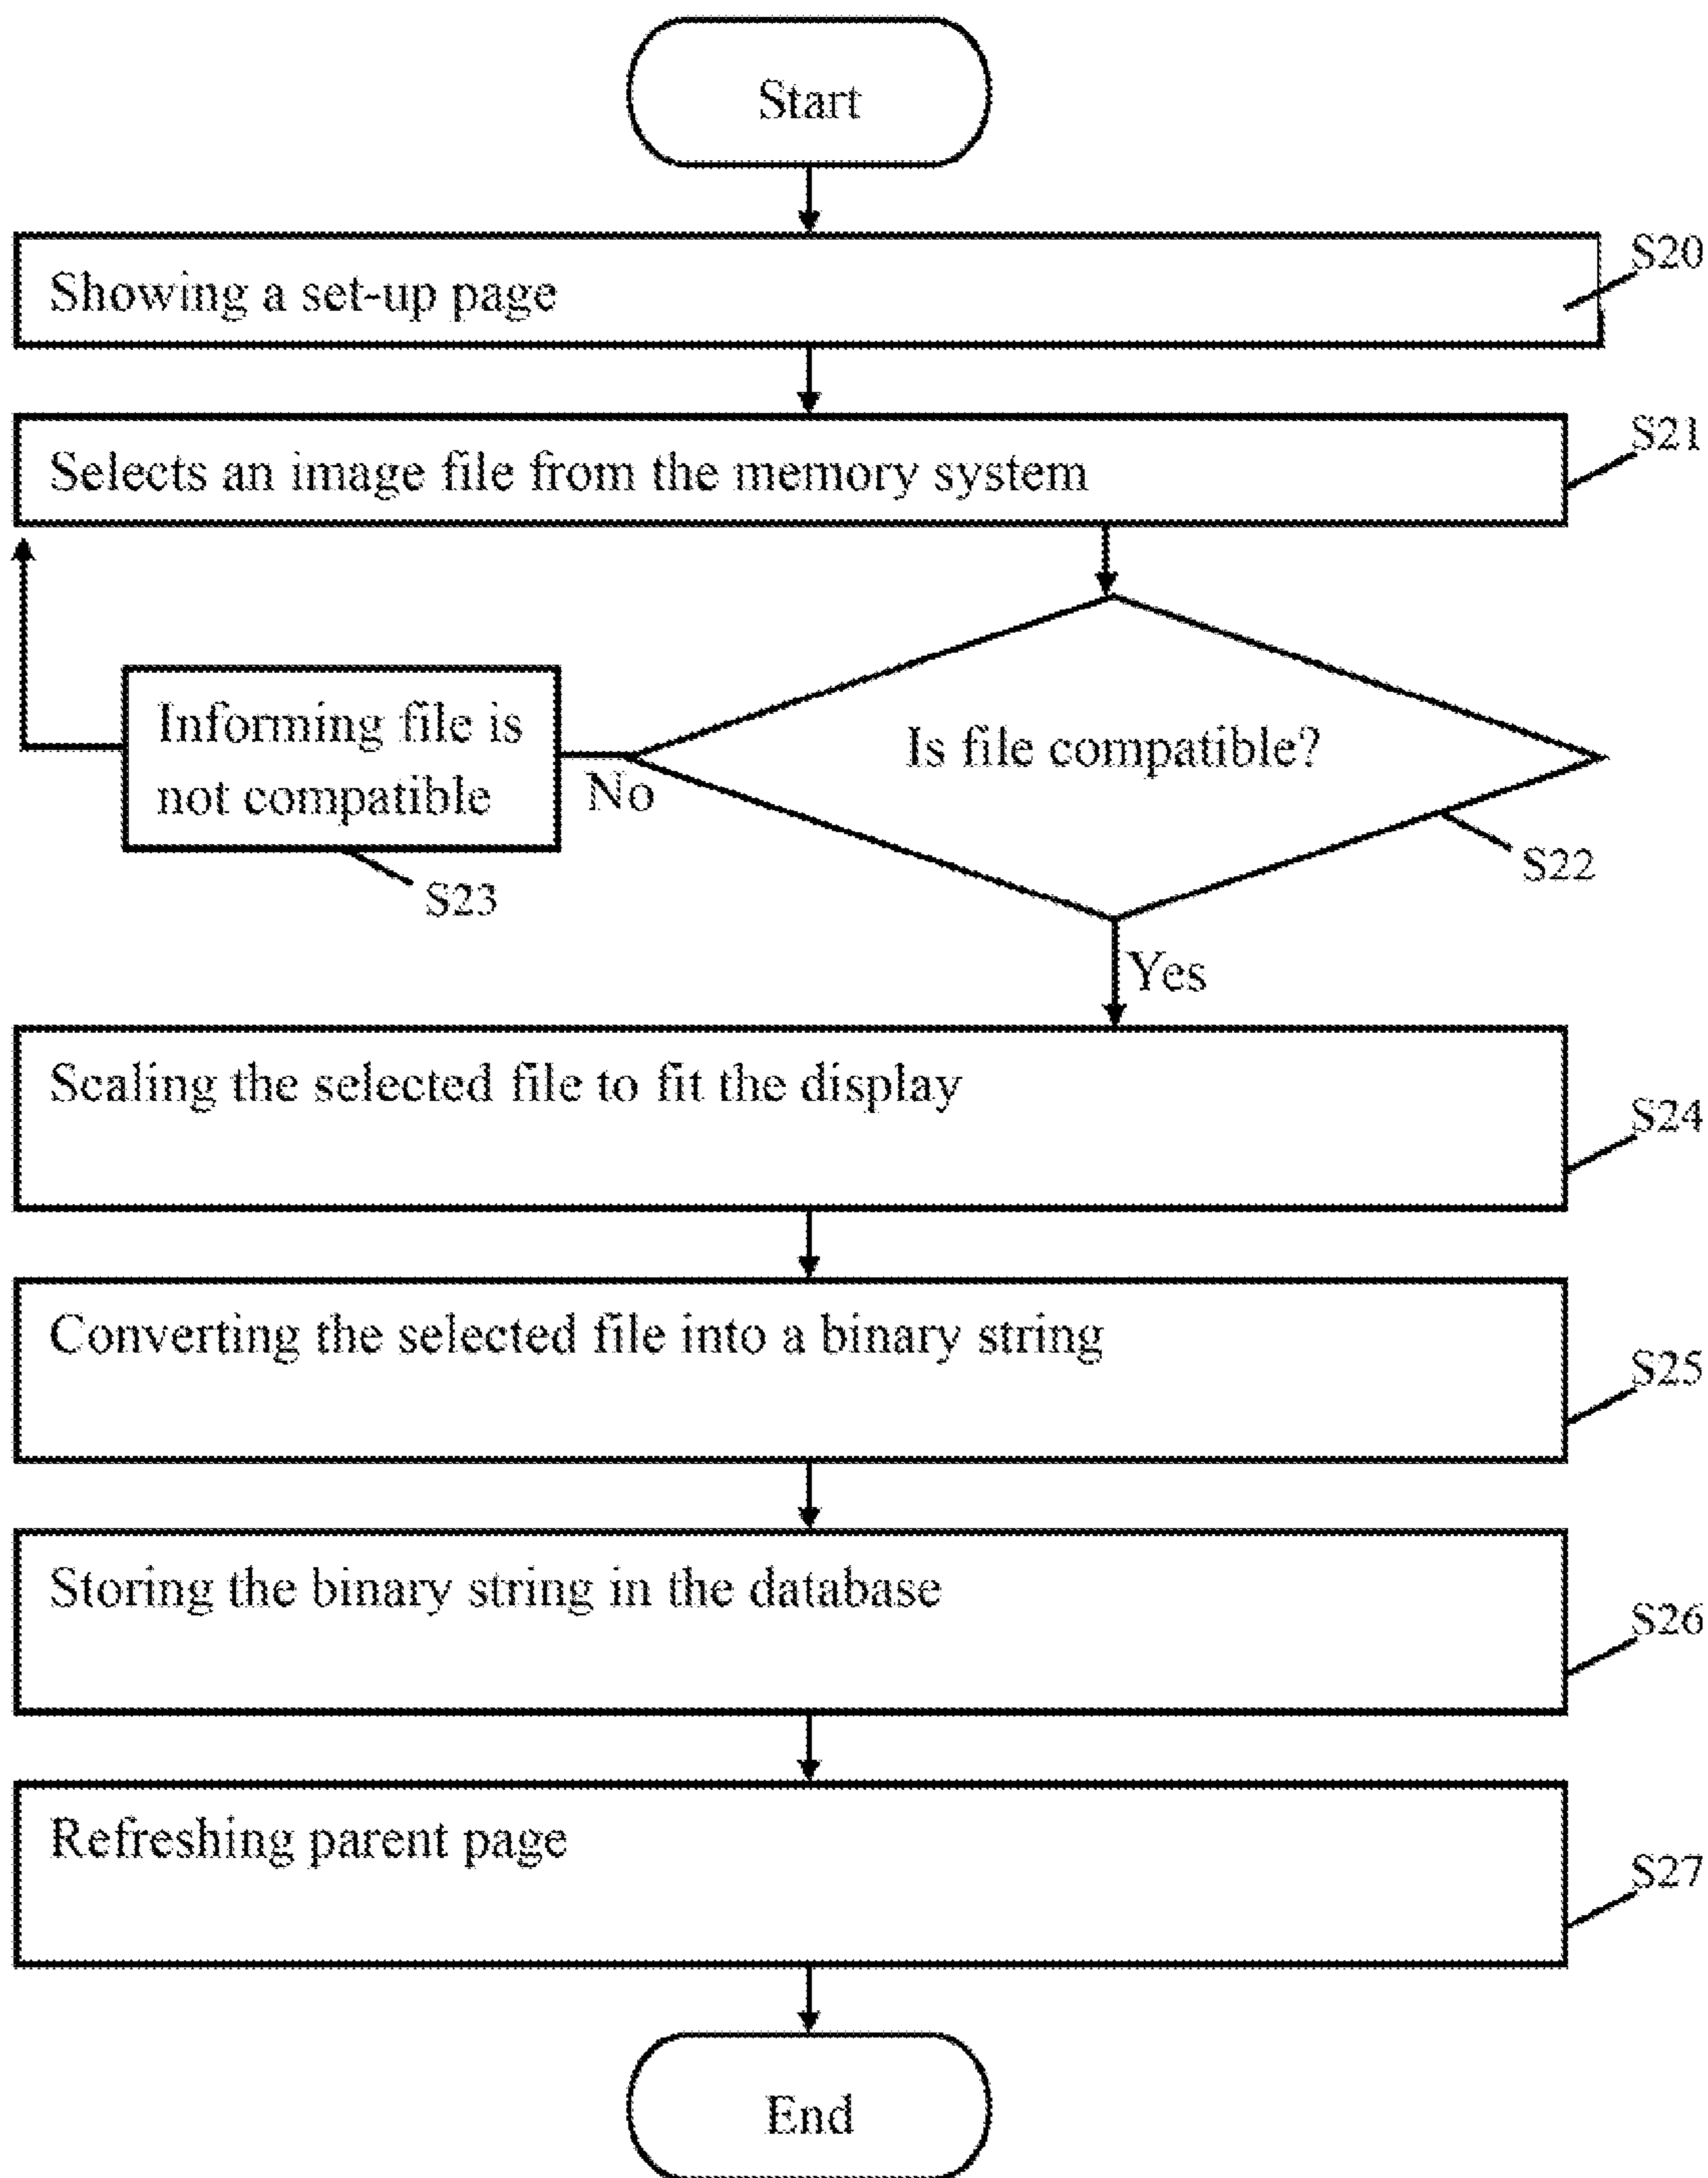 Start
Showing a set-up page
S20
Selects an image file from the memory system
S21
Informing file is
not compatible
No
Is file compatible?
S22
S23
Yes
Scaling the selected file to fit the display
S24
Converting the selected file into a binary string
S25
Storing the binary string in the database
S26
Refreshing parent page
S27
End